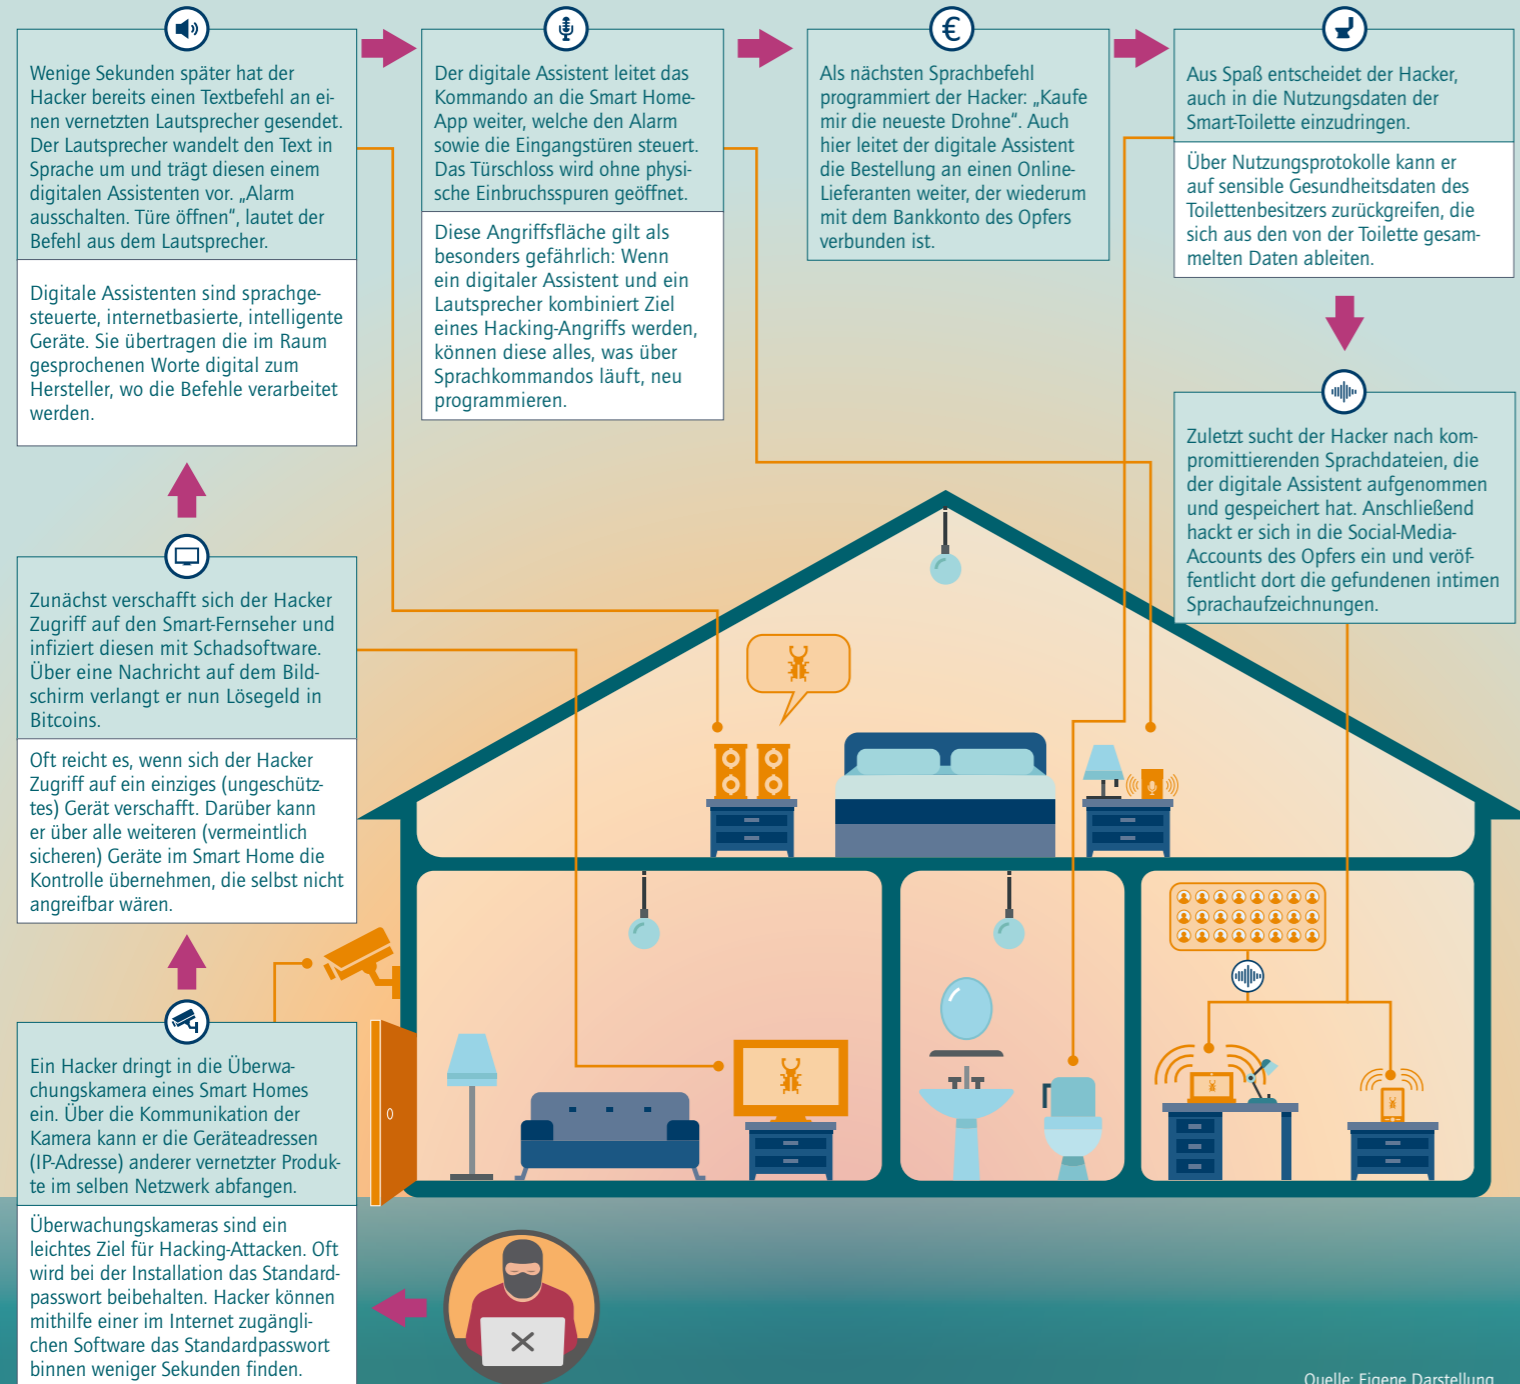 Wenige Sekunden später hat der
Hacker bereits einen Textbefehl an ei-
nen vernetzten Lautsprecher gesendet.
Der Lautsprecher wandelt den Text in
Sprache um und trägt diesen einem
digitalen Assistenten vor. „Alarm
ausschalten. Türe öffnen“, lautet der
Befehl aus dem Lautsprecher.
Digitale Assistenten sind sprachge-
steuerte, internetbasierte, intelligente
Geräte. Sie übertragen die im Raum
gesprochenen Worte digital zum
Hersteller, wo die Befehle verarbeitet
werden.
Der digitale Assistent leitet das
Kommando an die Smart Home-
App weiter, welche den Alarm
sowie die Eingangstüren steuert.
Das Türschloss wird ohne physi-
sche Einbruchsspuren geöffnet.
Diese Angriffsfläche gilt als
besonders gefährlich: Wenn
ein digitaler Assistent und ein
Lautsprecher kombiniert Ziel
eines Hacking-Angriffs werden,
können diese alles, was über
Sprachkommandos läuft, neu
programmieren.
€
Als nächsten Sprachbefehl
programmiert der Hacker: „Kaufe
mir die neueste Drohne“. Auch
hier leitet der digitale Assistent
die Bestellung an einen Online-
Lieferanten weiter, der wiederum
mit dem Bankkonto des Opfers
verbunden ist.
Aus Spaß entscheidet der Hacker,
auch in die Nutzungsdaten der
Smart-Toilette einzudringen.
Über Nutzungsprotokolle kann er
auf sensible Gesundheitsdaten des
Toilettenbesitzers zurückgreifen, die
sich aus den von der Toilette gesam-
melten Daten ableiten.
Zuletzt sucht der Hacker nach kom-
promittierenden Sprachdateien, die
der digitale Assistent aufgenommen
und gespeichert hat. Anschließend
hackt er sich in die Social-Media-
Accounts des Opfers ein und veröf-
fentlicht dort die gefundenen intimen
Sprachaufzeichnungen.
Zunächst verschafft sich der Hacker
Zugriff auf den Smart-Fernseher und
infiziert diesen mit Schadsoftware.
Über eine Nachricht auf dem Bild-
schirm verlangt er nun Lösegeld in
Bitcoins.
Oft reicht es, wenn sich der Hacker
Zugriff auf ein einziges (ungeschütz-
tes) Gerät verschafft. Darüber kann
er über alle weiteren (vermeintlich
sicheren) Geräte im Smart Home die
Kontrolle übernehmen, die selbst nicht
angreifbar wären.
Ein Hacker dringt in die Überwa-
chungskamera eines Smart Homes
ein. Über die Kommunikation der
Kamera kann er die Geräteadressen
(IP-Adresse) anderer vernetzter Produk-
te im selben Netzwerk abfangen.
Überwachungskameras sind ein
leichtes Ziel für Hacking-Attacken. Oft
wird bei der Installation das Standard-
passwort beibehalten. Hacker können
mithilfe einer im Internet zugängli-
chen Software das Standardpasswort
binnen weniger Sekunden finden.
Quelle: Eigene Darstellung